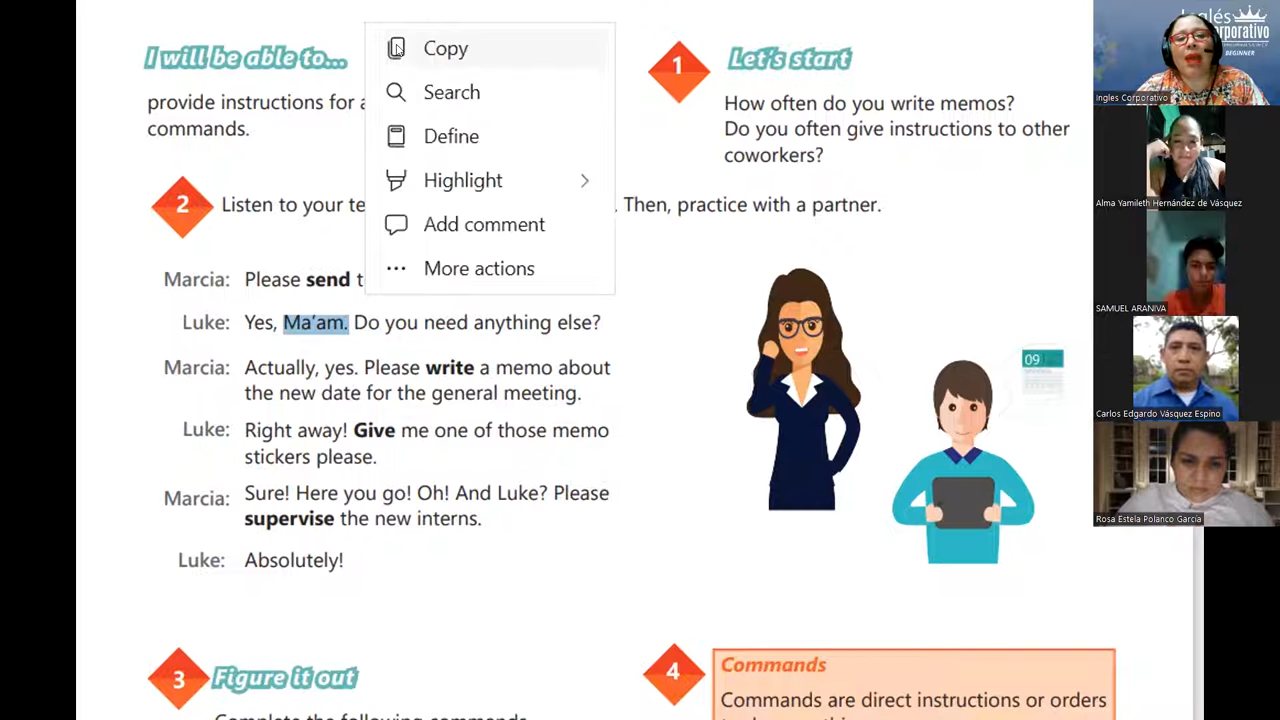 I will be able to...
provide instructions for a
commands.
Copy
Search
Define
Highlight
Add comment
More actions
1
Let's start
How often do you write memos?
Do you often give instructions to other
coworkers?
2
Listen to your te
. Then, practice with a partner.
Marcia: Please send t
Luke: Yes, Ma'am. Do you need anything else?
Marcia: Actually, yes. Please write a memo about
the new date for the general meeting.
Luke: Right away! Give me one of those memo
stickers please.
Marcia: Sure! Here you go! Oh! And Luke? Please
supervise the new interns.
Luke: Absolutely!
09
3
Figure it out
Complete the following commands
4
Commands
Commands are direct instructions or orders
Inglés
Corporativo
BEGINNER
Ingles Corporativo
Alma Yamileth Hernández de Vásquez
SAMUEL ARANIVA
Carlos Edgardo Vásquez Espino
Rosa Estela Polanco García